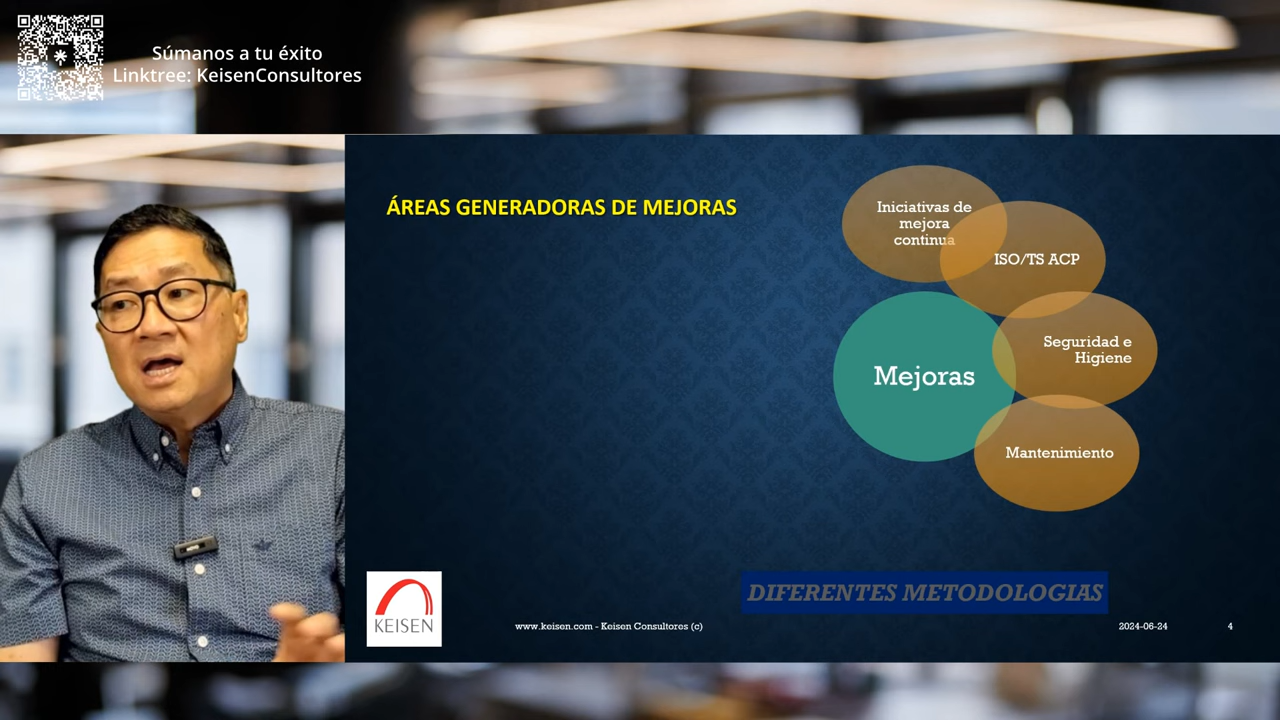 Súmanos a tu éxito
Linktree: KeisenConsultores
ÁREAS GENERADORAS DE MEJORAS
Iniciativas de
mejora
continua
ISO/TS ACP
Seguridad e
Higiene
Mejoras
Mantenimiento
DIFERENTES METODOLOGIAS
KEISEN
www.keisen.com - Keisen Consultores (c)
2024-06-24
4